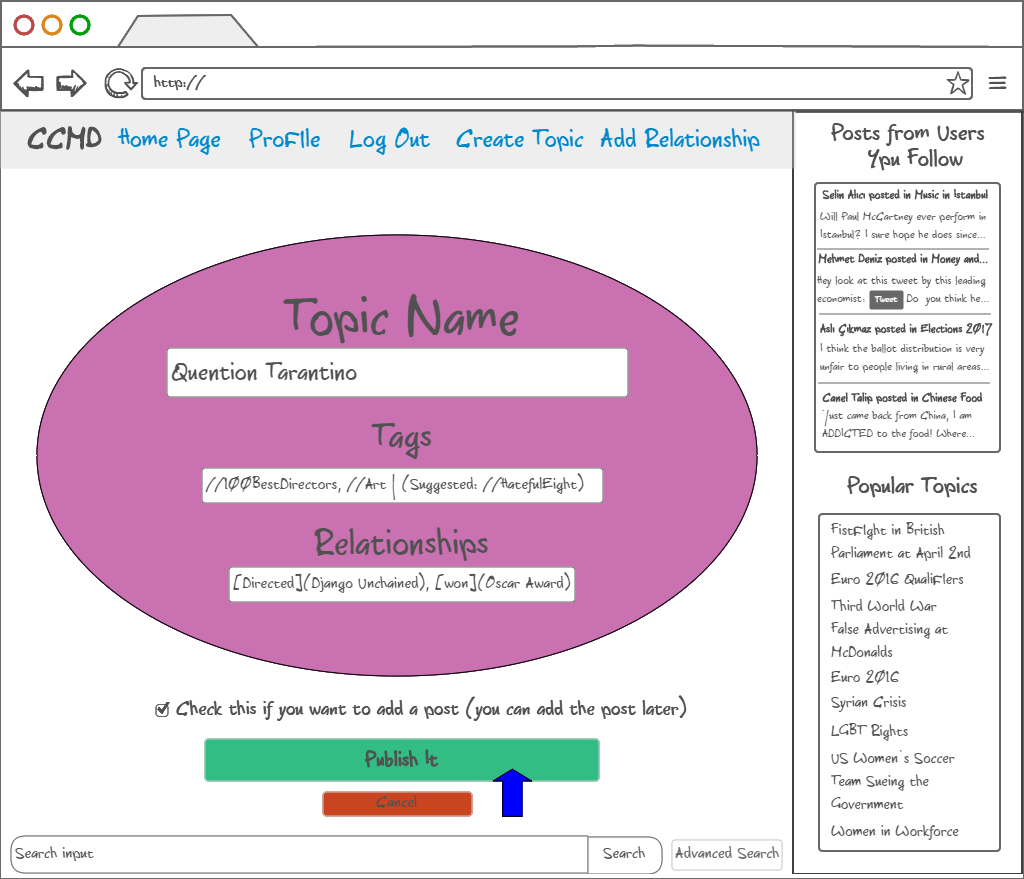 http://
CCMD Home Page ProFIle Log Out Create Topic Add Relationship
Topic Name
Quention Tarantino
Tags
//100BestDirectors, //Art | (Suggested: //HatefulEight)
Relationships
[Directed](Django Unchained), [won](Oscar Award)
Check this if you want to add a post (you can add the post later)
Publish It
Cancel
Search input Search Advanced Search
Posts from Users
Ypu Follow
Selin Alıcı posted in Music in Istanbul
Will Paul McCartney ever perform in
Istanbul? I sure hope he does since...
Mehmet Deniz posted in Money and...
Hey look at this tweet by this leading
economist: Tweet Do you think he...
Aslı Çıkmaz posted in Elections 2017
I think the ballot distribution is very
unfair to people living in rural areas...
Canel Talip posted in Chinese Food
Just came back from China, I am
ADDICTED to the food! Where...
Popular Topics
FistFIght in British
Parliament at April 2nd
Euro 2016 QualiFIers
Third World War
False Advertising at
McDonalds
Euro 2016
Syrian Crisis
LGBT Rights
US Women's Soccer
Team Sueing the
Government
Women in Workforce